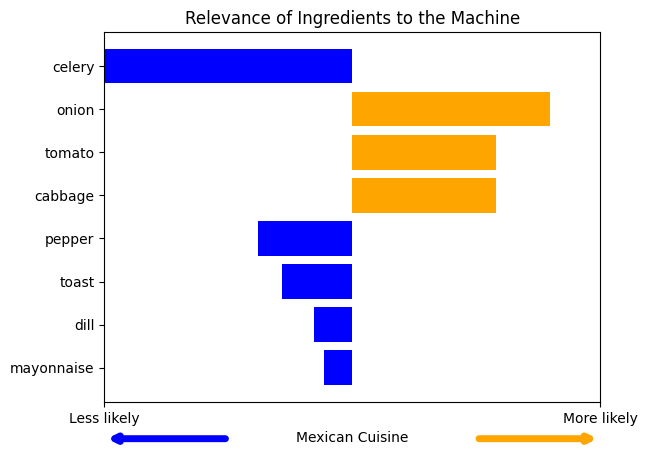 Relevance of Ingredients to the Machine
celery
onion
tomato
cabbage
pepper
toast
dill
mayonnaise
Less likely
More likely
Mexican Cuisine